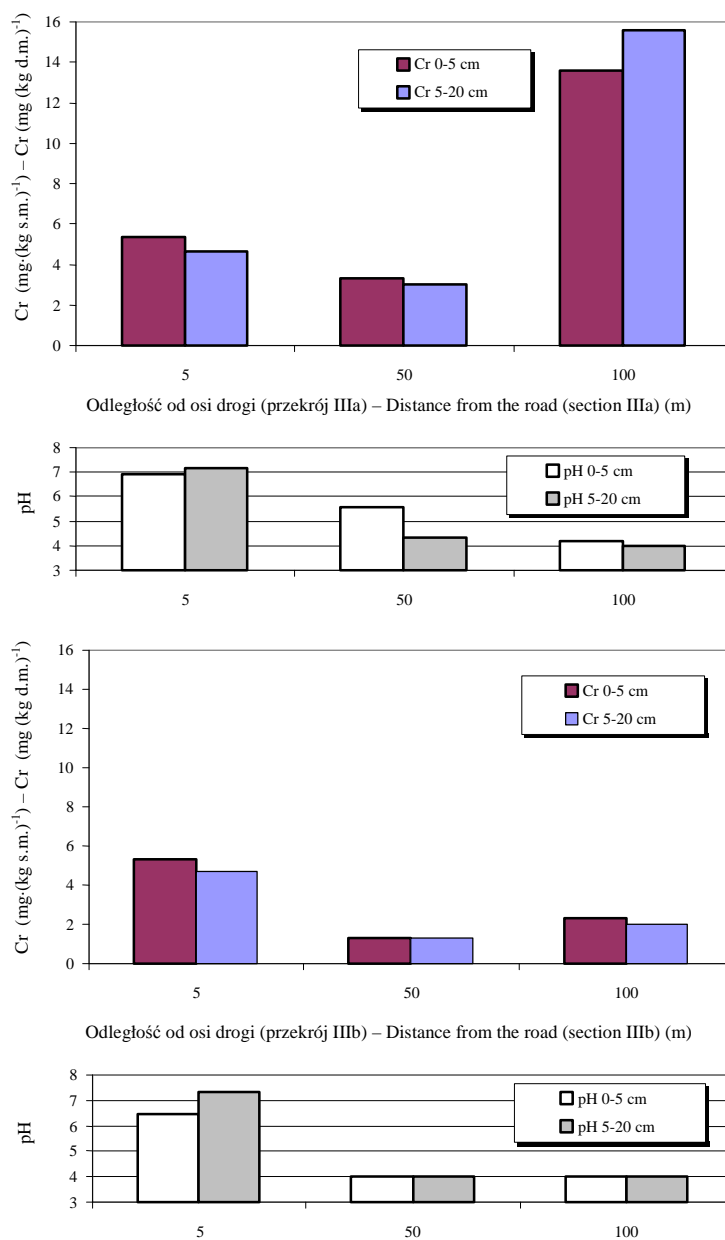 Cr (mg·(kg s.m.)-1) – Cr (mg (kg d.m.)-1
16
14
12
10
8
6
4
2
0
Cr 0-5 cm
Cr 5-20 cm
5 50 100
Odległość od osi drogi (przekrój IIIa) – Distance from the road (section IIIa) (m)
pH
8
7
6
5
4
3
pH 0-5 cm
pH 5-20 cm
5 50 100
Cr (mg·(kg s.m.)-1) – Cr (mg (kg d.m.)-1
16
14
12
10
8
6
4
2
0
Cr 0-5 cm
Cr 5-20 cm
5 50 100
Odległość od osi drogi (przekrój IIIb) – Distance from the road (section IIIb) (m)
pH
8
7
6
5
4
3
pH 0-5 cm
pH 5-20 cm
5 50 100